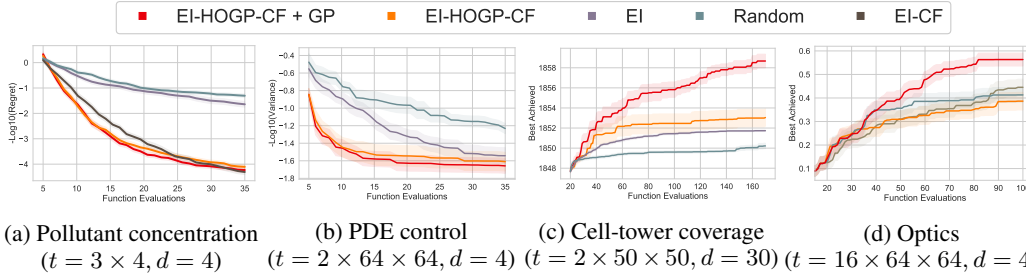 EI-HOGP-CF + GP EI-HOGP-CF EI Random EI-CF
-Log10(Regret)
0
-1
-2
-3
-4
5 10 15 20 25 30 35
Function Evaluations
-Log10(Variance)
-0.4
-0.6
-0.8
-1.0
-1.2
-1.4
-1.6
-1.8
5 10 15 20 25 30 35
Function Evaluations
Best Achieved
1858
1856
1854
1852
1850
1848
20 40 60 80 100 120 140 160
Function Evaluations
Best Achieved
0.6
0.5
0.4
0.3
0.2
0.1
20 30 40 50 60 70 80 90 100
Function Evaluations
(a) Pollutant concentration
(t = 3 × 4, d = 4)
(b) PDE control
(t = 2 × 64 × 64, d = 4)
(c) Cell-tower coverage
(t = 2 × 50 × 50, d = 30)
(d) Optics
(t = 16 × 64 × 64, d = 4